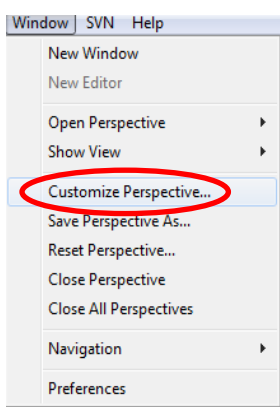 Window SVN Help
New Window
New Editor
Open Perspective
Show View
Customize Perspective...
Save Perspective As...
Reset Perspective...
Close Perspective
Close All Perspectives
Navigation
Preferences